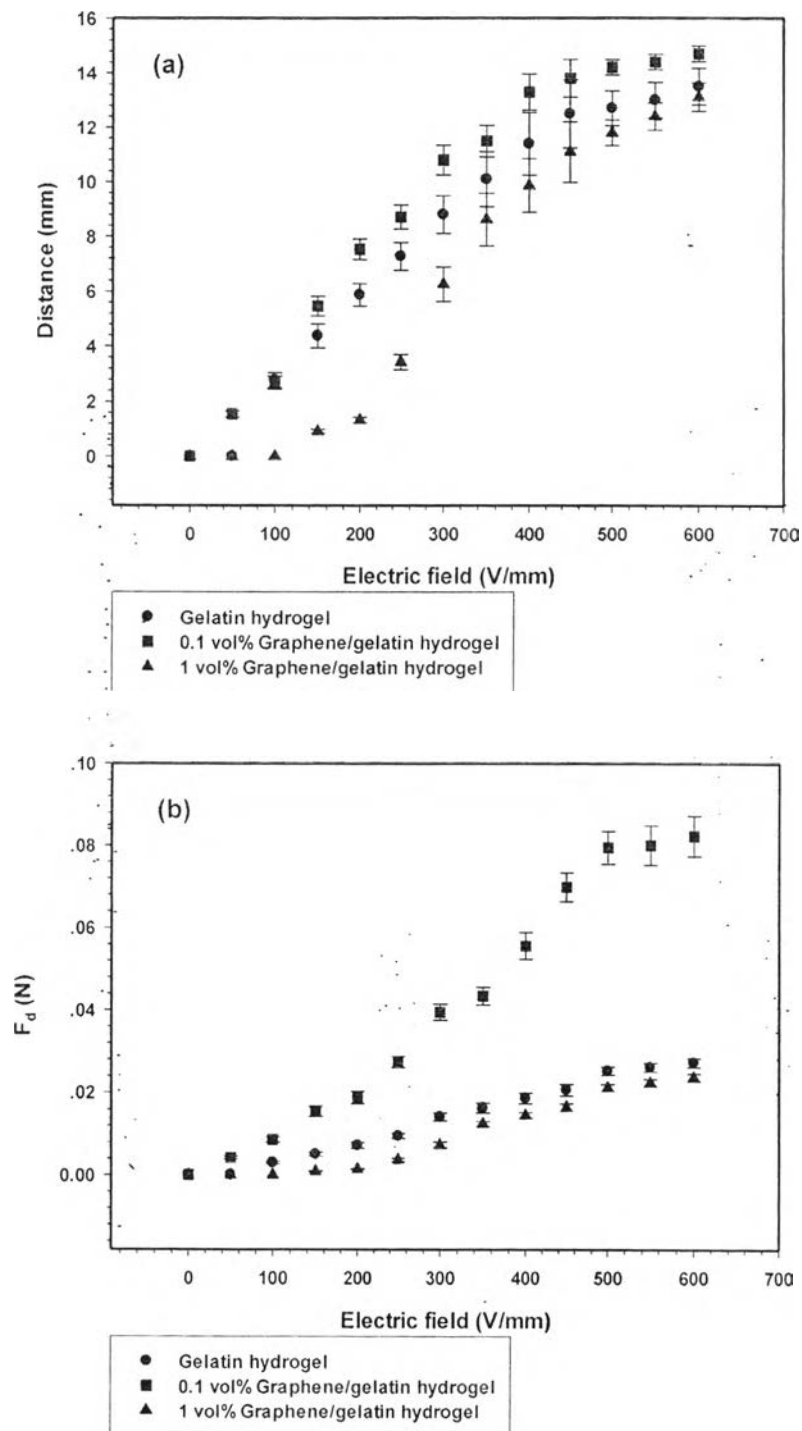 (a)
16
14
12
10
8
6
4
2
0
Distance (mm)
0 100 200 300 400 500 600 700
Electric field (V/mm)
Gelatin hydrogel
0.1 vol% Graphene/gelatin hydrogel
1 vol% Graphene/gelatin hydrogel
(b)
.10
.08
.06
.04
.02
0.00
Fd (N)
0 100 200 300 400 500 600 700
Electric field (V/mm)
Gelatin hydrogel
0.1 vol% Graphene/gelatin hydrogel
1 vol% Graphene/gelatin hydrogel